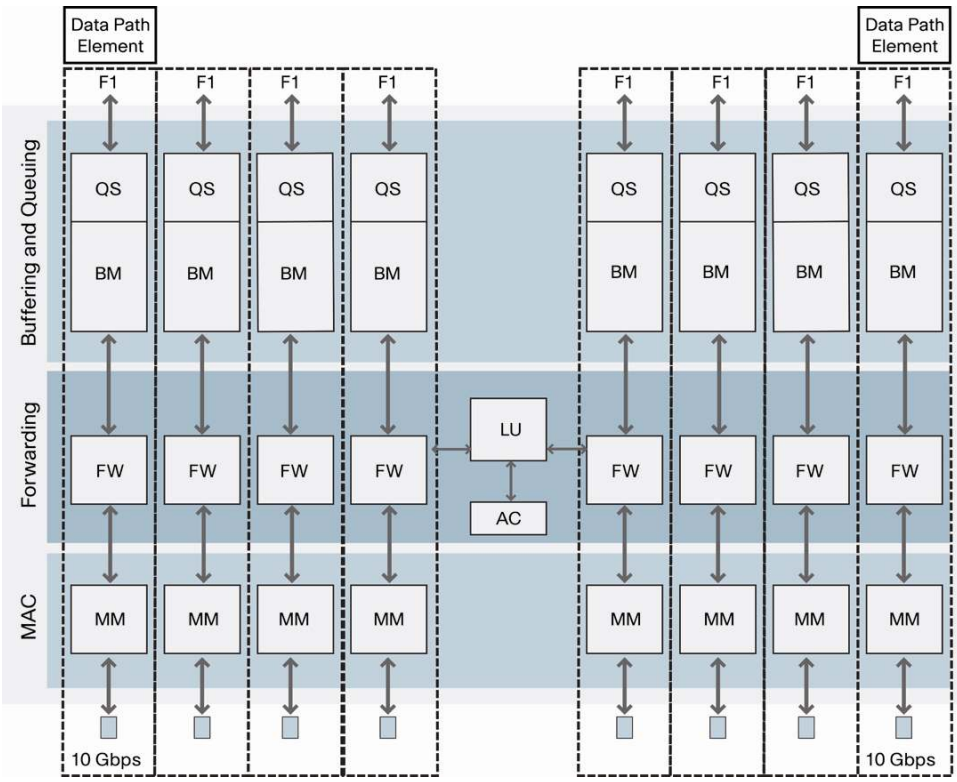 Data Path
Element
Data Path
Element
F1 F1 F1 F1 F1 F1 F1 F1
Buffering and Queuing
QS QS QS QS QS QS QS QS
BM BM BM BM BM BM BM BM
Forwarding
LU
FW FW FW FW FW FW FW FW
AC
MAC
MM MM MM MM MM MM MM MM
10 Gbps 10 Gbps